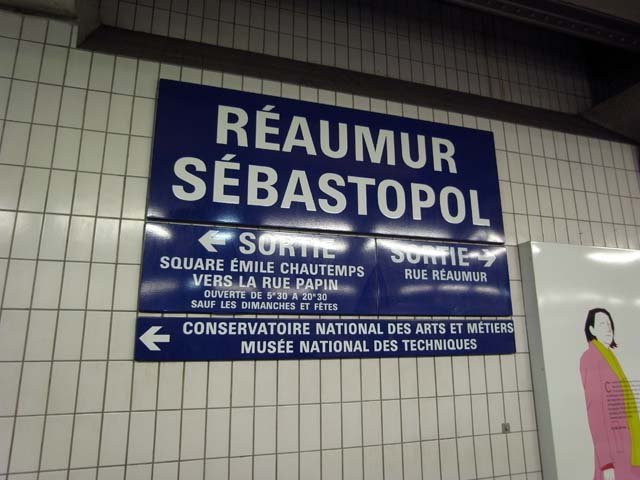 RÉAUMUR
SÉBASTOPOL
← SORTIE
SQUARE ÉMILE CHAUTEMPS
VERS LA RUE PAPIN
OUVERTE DE 5H30 A 20H30
SAUF LES DIMANCHES ET FÊTES
SORTIE →
RUE RÉAUMUR
← CONSERVATOIRE NATIONAL DES ARTS ET MÉTIERS
MUSÉE NATIONAL DES TECHNIQUES